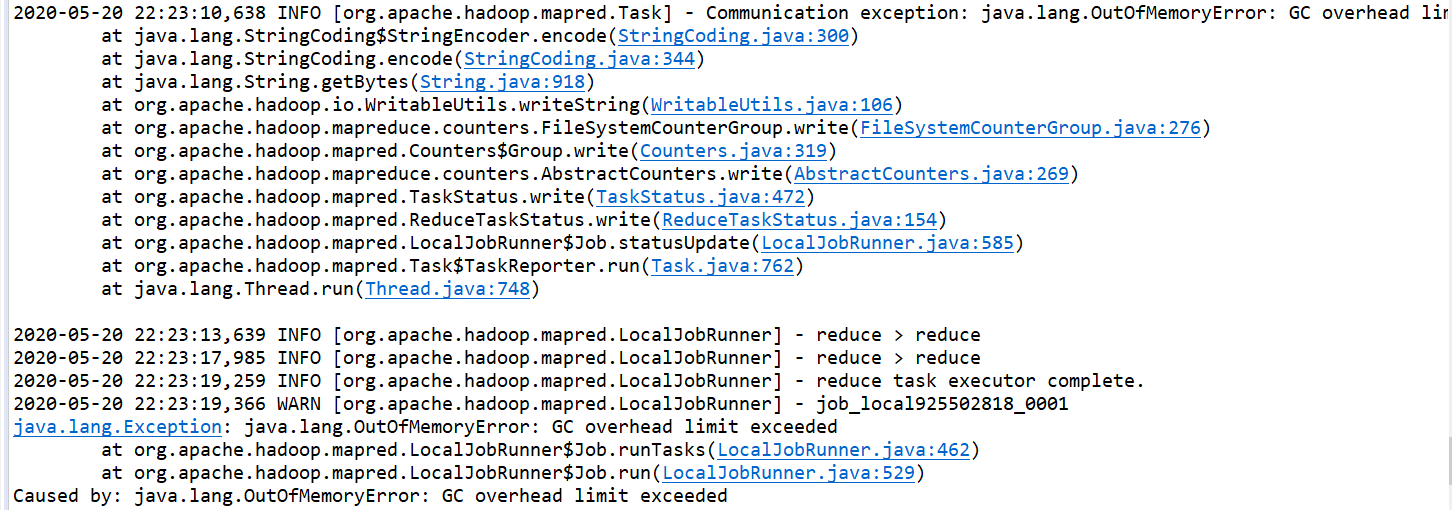 2020-05-20 22:23:10,638 INFO [org.apache.hadoop.mapred.Task] - Communication exception: java.lang.OutOfMemoryError: GC overhead lin
at java.lang.StringCoding$StringEncoder.encode(StringCoding.java:300)
at java.lang.StringCoding.encode(StringCoding.java:344)
at java.lang.String.getBytes(String.java:918)
at org.apache.hadoop.io.WritableUtils.writeString(WritableUtils.java:106)
at org.apache.hadoop.mapreduce.counters.FileSystemCounterGroup.write(FileSystemCounterGroup.java:276)
at org.apache.hadoop.mapred.Counters$Group.write(Counters.java:319)
at org.apache.hadoop.mapreduce.counters.AbstractCounters.write(AbstractCounters.java:269)
at org.apache.hadoop.mapred.TaskStatus.write(TaskStatus.java:472)
at org.apache.hadoop.mapred.ReduceTaskStatus.write(ReduceTaskStatus.java:154)
at org.apache.hadoop.mapred.LocalJobRunner$Job.statusUpdate(LocalJobRunner.java:585)
at org.apache.hadoop.mapred.Task$TaskReporter.run(Task.java:762)
at java.lang.Thread.run(Thread.java:748)
2020-05-20 22:23:13,639 INFO [org.apache.hadoop.mapred.LocalJobRunner] - reduce > reduce
2020-05-20 22:23:17,985 INFO [org.apache.hadoop.mapred.LocalJobRunner] - reduce > reduce
2020-05-20 22:23:19,259 INFO [org.apache.hadoop.mapred.LocalJobRunner] - reduce task executor complete.
2020-05-20 22:23:19,366 WARN [org.apache.hadoop.mapred.LocalJobRunner] - job_local925502818_0001
java.lang.Exception: java.lang.OutOfMemoryError: GC overhead limit exceeded
at org.apache.hadoop.mapred.LocalJobRunner$Job.runTasks(LocalJobRunner.java:462)
at org.apache.hadoop.mapred.LocalJobRunner$Job.run(LocalJobRunner.java:529)
Caused by: java.lang.OutOfMemoryError: GC overhead limit exceeded